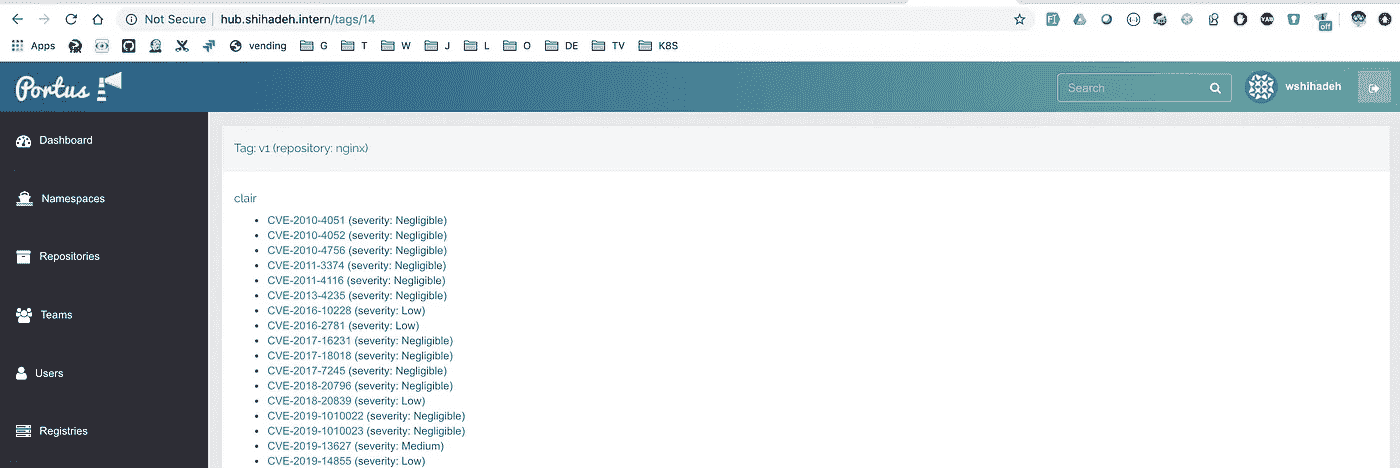 Not Secure | hub.shihadeh.intern/tags/14
Apps vending G T W J L O DE TV K8S
Portus
Search
wshihadeh
Dashboard
Namespaces
Repositories
Teams
Users
Registries
Tag: v1 (repository: nginx)
clair
• CVE-2010-4051 (severity: Negligible)
• CVE-2010-4052 (severity: Negligible)
• CVE-2010-4756 (severity: Negligible)
• CVE-2011-3374 (severity: Negligible)
• CVE-2011-4116 (severity: Negligible)
• CVE-2013-4235 (severity: Negligible)
• CVE-2016-10228 (severity: Low)
• CVE-2016-2781 (severity: Low)
• CVE-2017-16231 (severity: Negligible)
• CVE-2017-18018 (severity: Negligible)
• CVE-2017-7245 (severity: Negligible)
• CVE-2018-20796 (severity: Negligible)
• CVE-2018-20839 (severity: Low)
• CVE-2019-1010022 (severity: Negligible)
• CVE-2019-1010023 (severity: Negligible)
• CVE-2019-13627 (severity: Medium)
• CVE-2019-14855 (severity: Low)